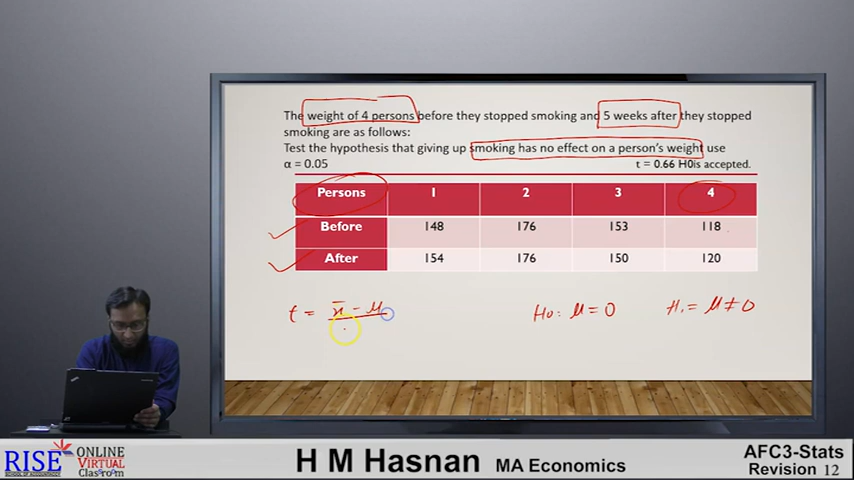 The weight of 4 persons before they stopped smoking and 5 weeks after they stopped
smoking are as follows:
Test the hypothesis that giving up smoking has no effect on a person's weight use
α = 0.05 t = 0.66 H0is accepted.
Persons 1 2 3 4
Before 148 176 153 118
After 154 176 150 120
t = x̄ - μ H0: μ = 0 H1 = μ ≠ 0
RISE ONLINE VIRTUAL Classroom
SCHOOL OF ACCOUNTANCY
H M Hasnan MA Economics
AFC3-Stats
Revision 12